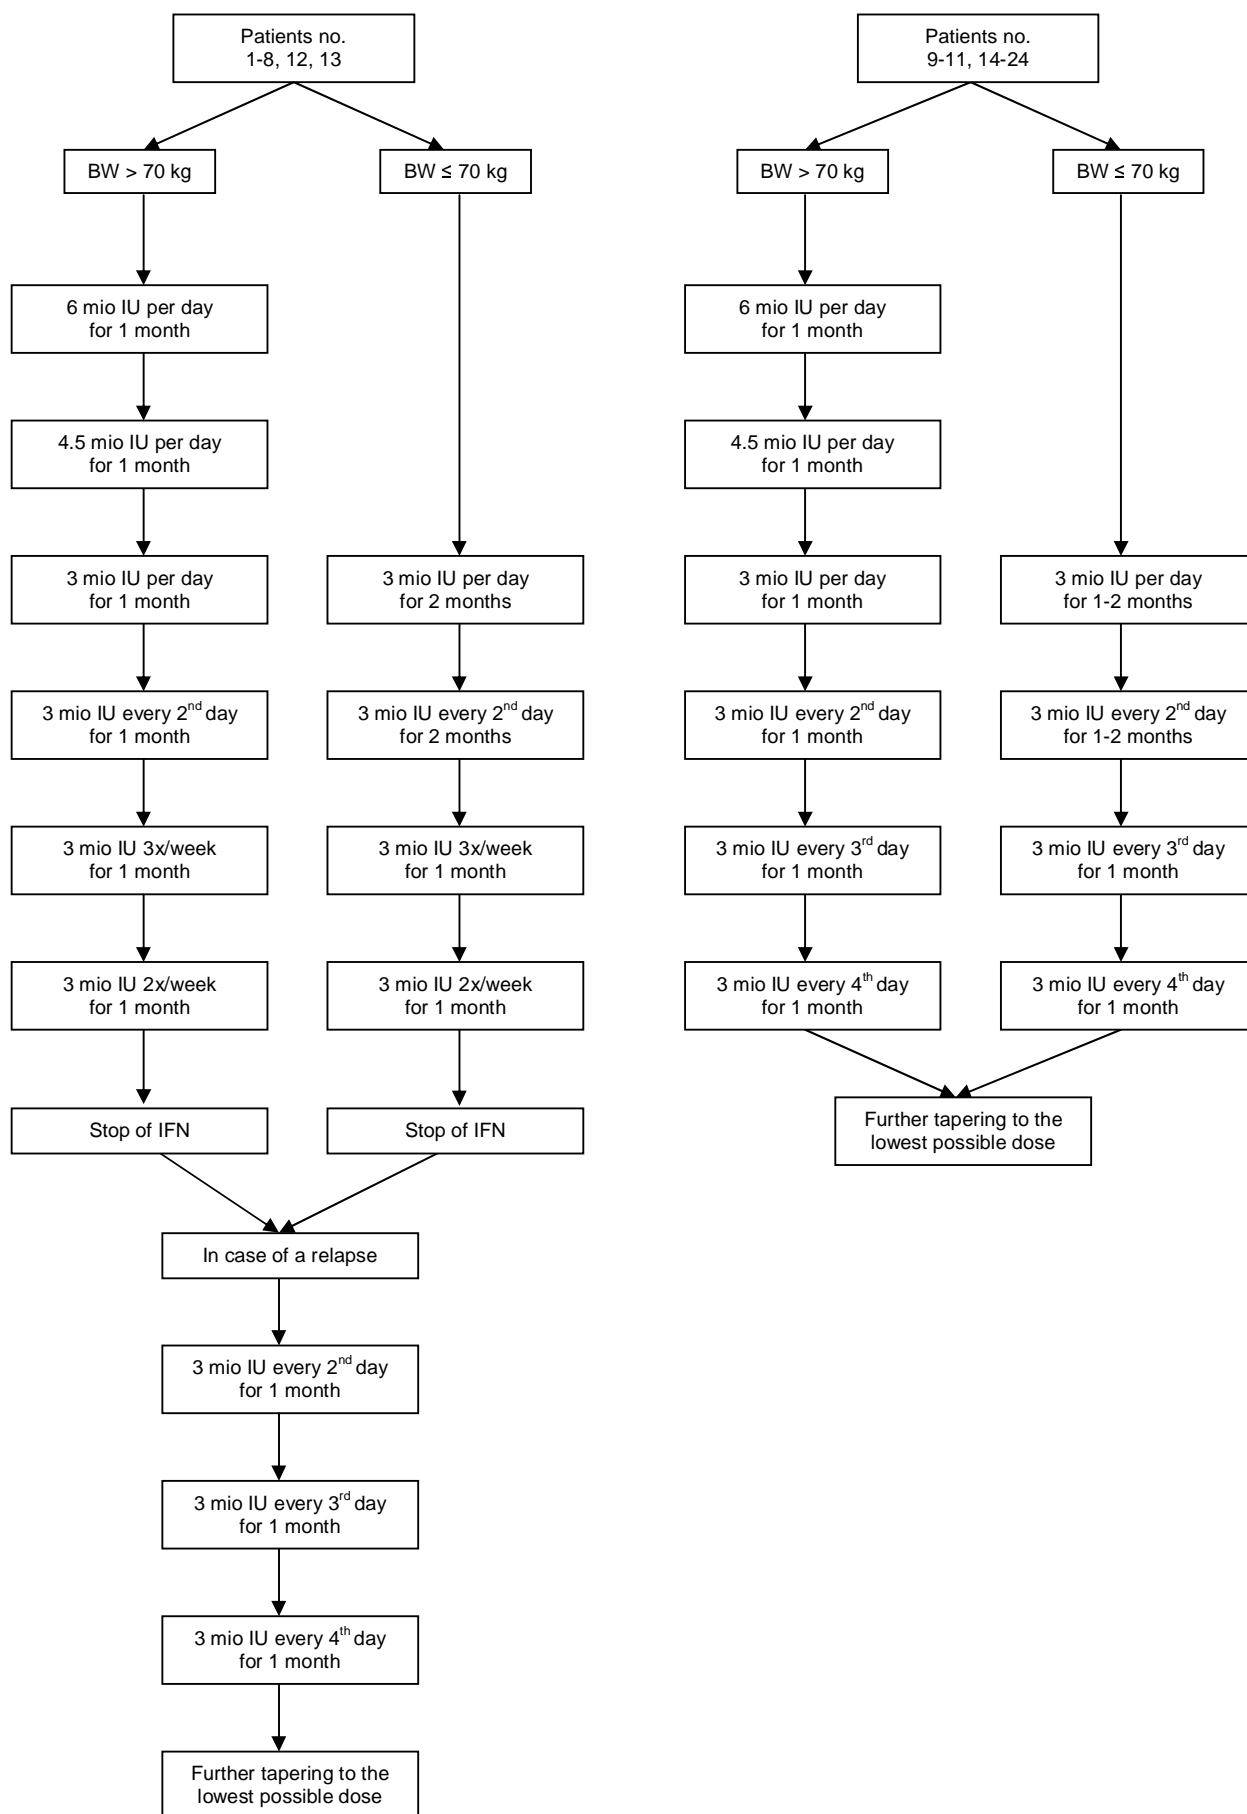 Patients no.
1-8, 12, 13
BW > 70 kg
BW ≤ 70 kg
6 mio IU per day
for 1 month
4.5 mio IU per day
for 1 month
3 mio IU per day
for 1 month
3 mio IU every 2nd day
for 1 month
3 mio IU 3x/week
for 1 month
3 mio IU 2x/week
for 1 month
Stop of IFN
3 mio IU per day
for 2 months
3 mio IU every 2nd day
for 2 months
3 mio IU 3x/week
for 1 month
3 mio IU 2x/week
for 1 month
Stop of IFN
In case of a relapse
3 mio IU every 2nd day
for 1 month
3 mio IU every 3rd day
for 1 month
3 mio IU every 4th day
for 1 month
Further tapering to the
lowest possible dose
Patients no.
9-11, 14-24
BW > 70 kg
BW ≤ 70 kg
6 mio IU per day
for 1 month
4.5 mio IU per day
for 1 month
3 mio IU per day
for 1 month
3 mio IU every 2nd day
for 1 month
3 mio IU every 3rd day
for 1 month
3 mio IU every 4th day
for 1 month
3 mio IU per day
for 1-2 months
3 mio IU every 2nd day
for 1-2 months
3 mio IU every 3rd day
for 1 month
3 mio IU every 4th day
for 1 month
Further tapering to the
lowest possible dose